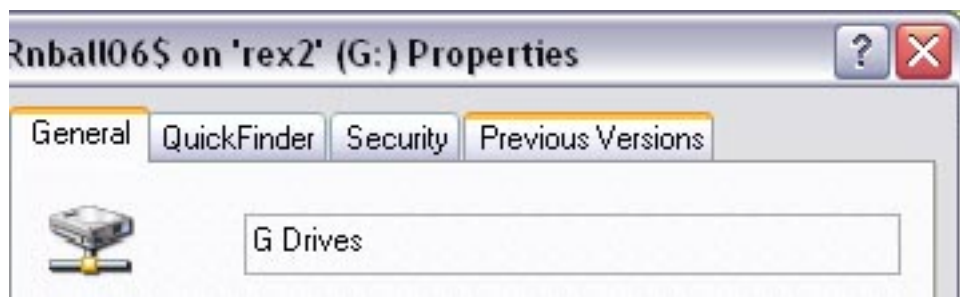 Rnball06$ on 'rex2' (G:) Properties ?
General QuickFinder Security Previous Versions
G Drives